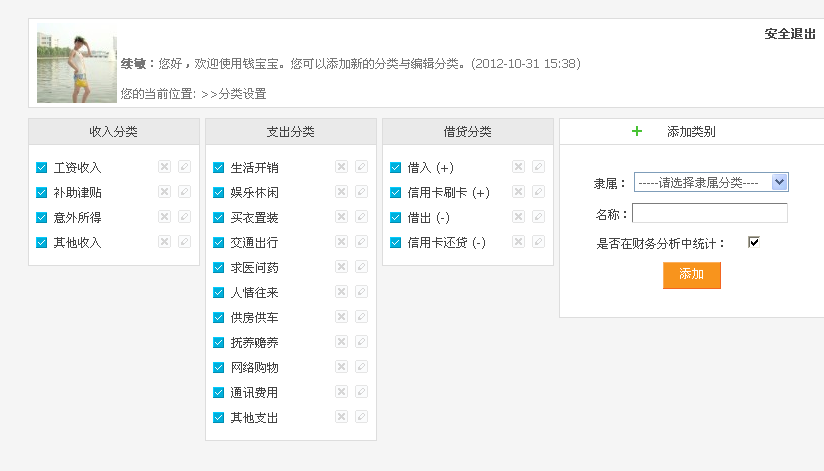 安全退出
续敏：您好，欢迎使用钱宝宝。您可以添加新的分类与编辑分类。(2012-10-31 15:38)
您的当前位置: >>分类设置
收入分类
工资收入
补助津贴
意外所得
其他收入
支出分类
生活开销
娱乐休闲
买衣置装
交通出行
求医问药
人情往来
供房供车
抚养赡养
网络购物
通讯费用
其他支出
借贷分类
借入 (+)
信用卡刷卡 (+)
借出 (-)
信用卡还贷 (-)
添加类别
隶属： -----请选择隶属分类----
名称：
是否在财务分析中统计：
添加